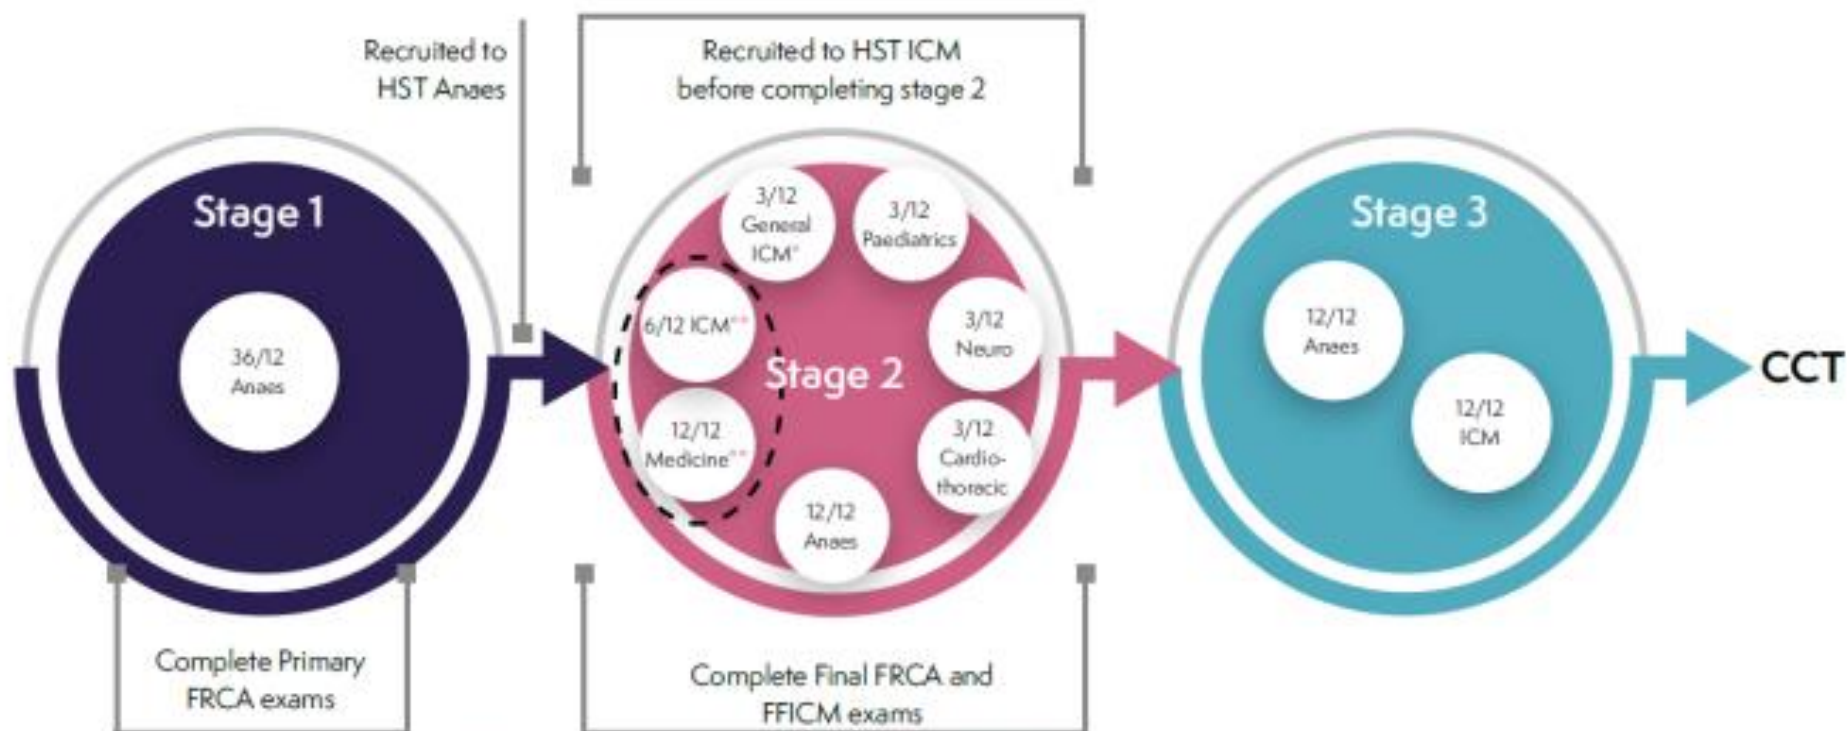 Recruited to
HST Anaes
Recruited to HST ICM
before completing stage 2
Stage 1
36/12
Anaes
Complete Primary
FRCA exams
3/12
General
ICM*
3/12
Paediatrics
6/12 ICM**
3/12
Neuro
Stage 2
12/12
Medicine**
3/12
Cardio-
thoracic
12/12
Anaes
Complete Final FRCA and
FFICM exams
Stage 3
12/12
Anaes
12/12
ICM
CCT